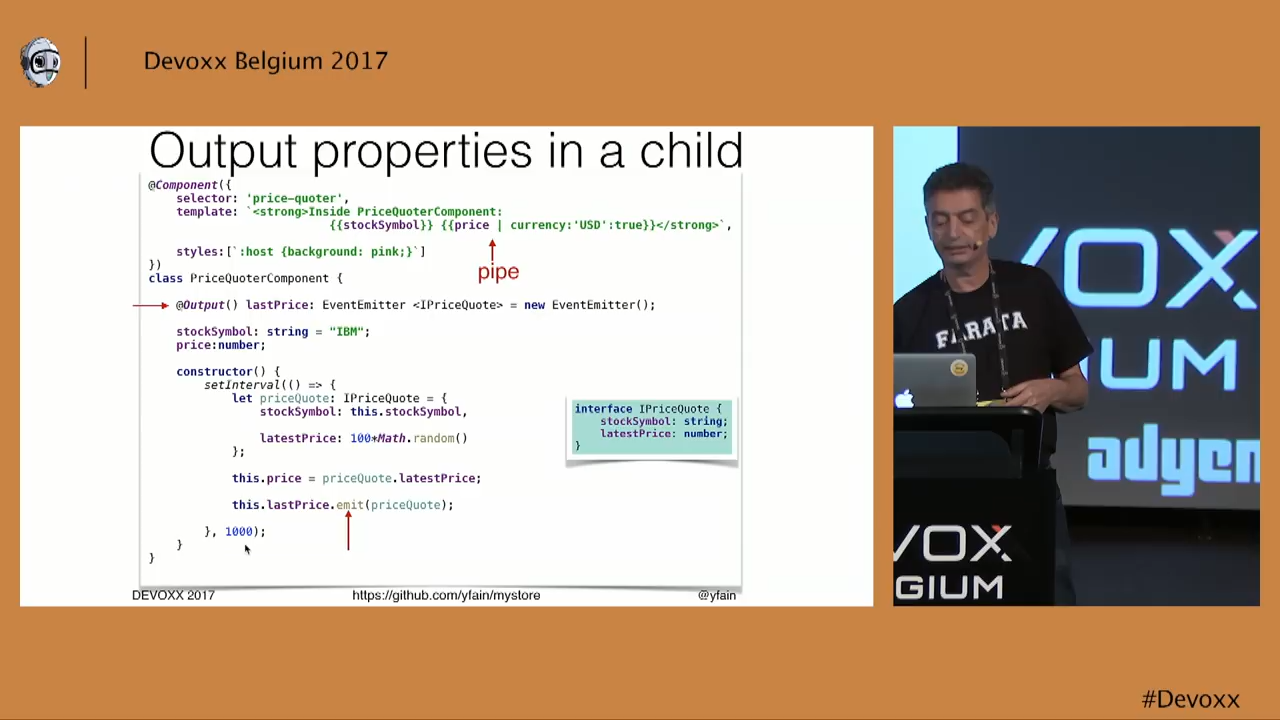 Devoxx Belgium 2017
Output properties in a child
@Component({
selector: 'price-quoter',
template: `<strong>Inside PriceQuoterComponent:
{{stockSymbol}} {{price | currency:'USD':true}}</strong>`,
styles:[`:host {background: pink;}`]
})
pipe
class PriceQuoterComponent {
@Output() lastPrice: EventEmitter <IPriceQuote> = new EventEmitter();
stockSymbol: string = "IBM";
price:number;
constructor() {
setInterval(() => {
let priceQuote: IPriceQuote = {
stockSymbol: this.stockSymbol,
latestPrice: 100*Math.random()
};
this.price = priceQuote.latestPrice;
this.lastPrice.emit(priceQuote);
}, 1000);
}
}
interface IPriceQuote {
stockSymbol: string;
latestPrice: number;
}
DEVOXX 2017
https://github.com/yfain/mystore
@yfain
VOX
IUM
adyen
FARATA
VOX
LGIUM
#Devoxx